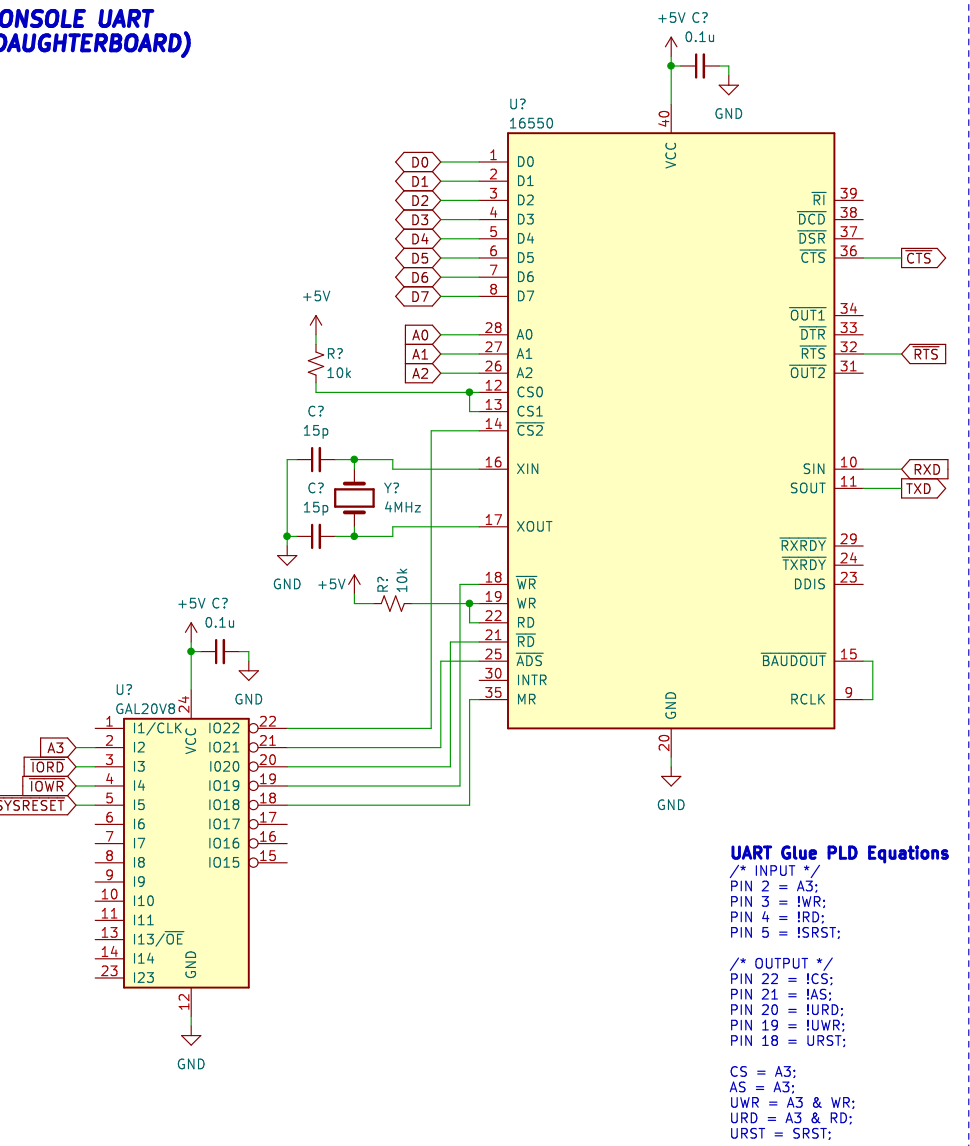 ONSOLE UART
DAUGHTERBOARD)
+5V C?
0.1u
GND
U?
16550
40
VCC
D0 1 D0
D1 2 D1
D2 3 D2
D3 4 D3
D4 5 D4
D5 6 D5
D6 7 D6
D7 8 D7
RI 39
DCD 38
DSR 37
CTS 36 CTS
OUT1 34
DTR 33
RTS 32 RTS
OUT2 31
+5V
R?
10k
A0 28 A0
A1 27 A1
A2 26 A2
12 CS0
13 CS1
14 CS2
C?
15p
16 XIN
SIN 10 RXD
SOUT 11 TXD
C?
15p
Y?
4MHz
17 XOUT
GND
RXRDY 29
TXRDY 24
DDIS 23
+5V
R?
10k
18 WR
19 WR
22 RD
21 RD
25 ADS
30 INTR
35 MR
BAUDOUT 15
RCLK 9
GND
20
GND
+5V C?
0.1u
GND
U?
GAL20V8
24
VCC
1 I1/CLK IO22 22
A3 2 I2 IO21 21
IORD 3 I3 IO20 20
IOWR 4 I4 IO19 19
SYSRESET 5 I5 IO18 18
6 I6 IO17 17
7 I7 IO16 16
8 I8 IO15 15
9 I9
10 I10
11 I11
13 I13/OE
14 I14
23 I23
GND
12
GND
UART Glue PLD Equations
/* INPUT */
PIN 2 = A3;
PIN 3 = !WR;
PIN 4 = !RD;
PIN 5 = !SRST;
/* OUTPUT */
PIN 22 = !CS;
PIN 21 = !AS;
PIN 20 = !URD;
PIN 19 = !UWR;
PIN 18 = URST;
CS = A3;
AS = A3;
UWR = A3 & WR;
URD = A3 & RD;
URST = SRST;